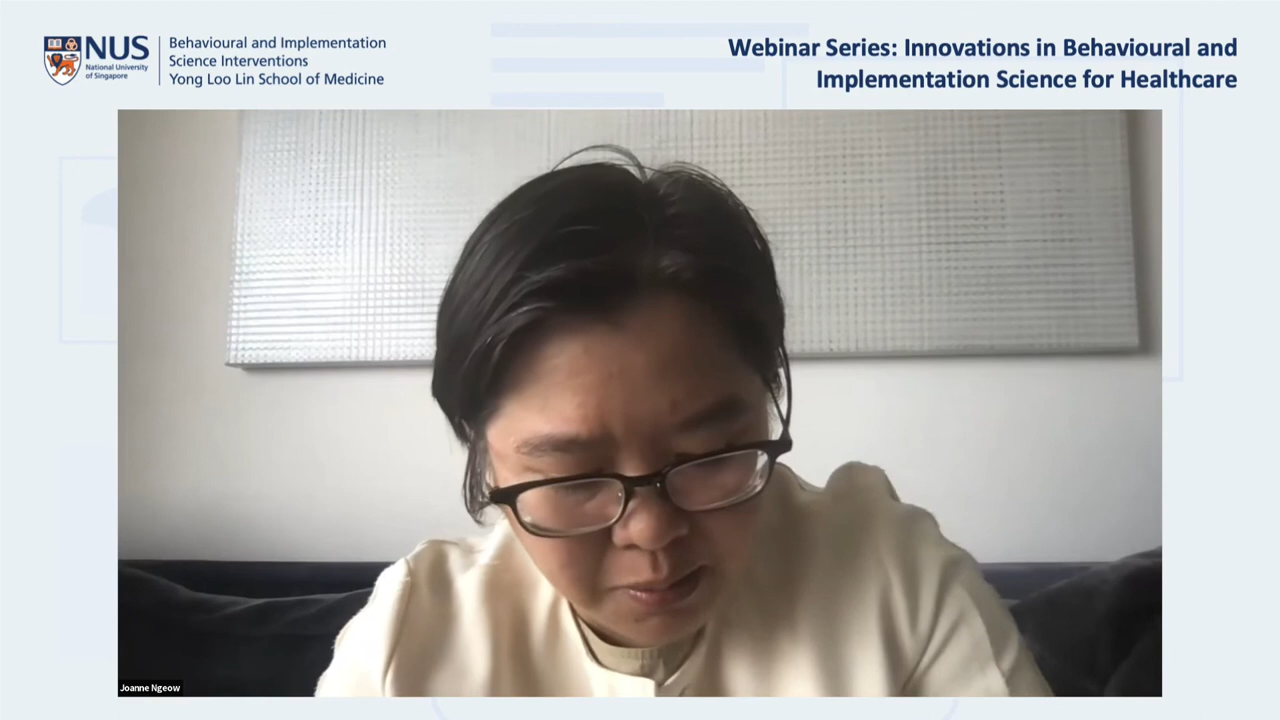 NUS
National University
of Singapore
Behavioural and Implementation
Science Interventions
Yong Loo Lin School of Medicine
Webinar Series: Innovations in Behavioural and
Implementation Science for Healthcare
Joanne Ngeow